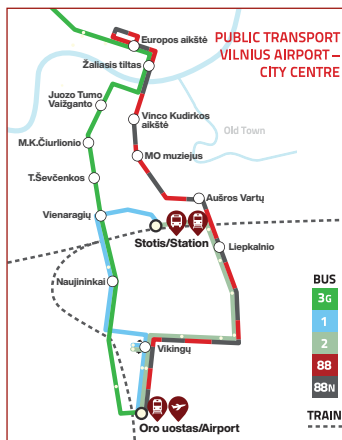 PUBLIC TRANSPORT
VILNIUS AIRPORT –
CITY CENTRE
Europos aikštė
Žaliasis tiltas
Juozo Tumo
Vaižganto
Vinco Kudirkos
aikštė
Old Town
M.K.Čiurlionio
MO muziejus
T.Ševčenkos
Aušros Vartų
Vienaragių
Stotis/Station
Liepkalnio
Naujininkai
Vikingų
Oro uostas/Airport
BUS
3G
1
2
88
88N
TRAIN